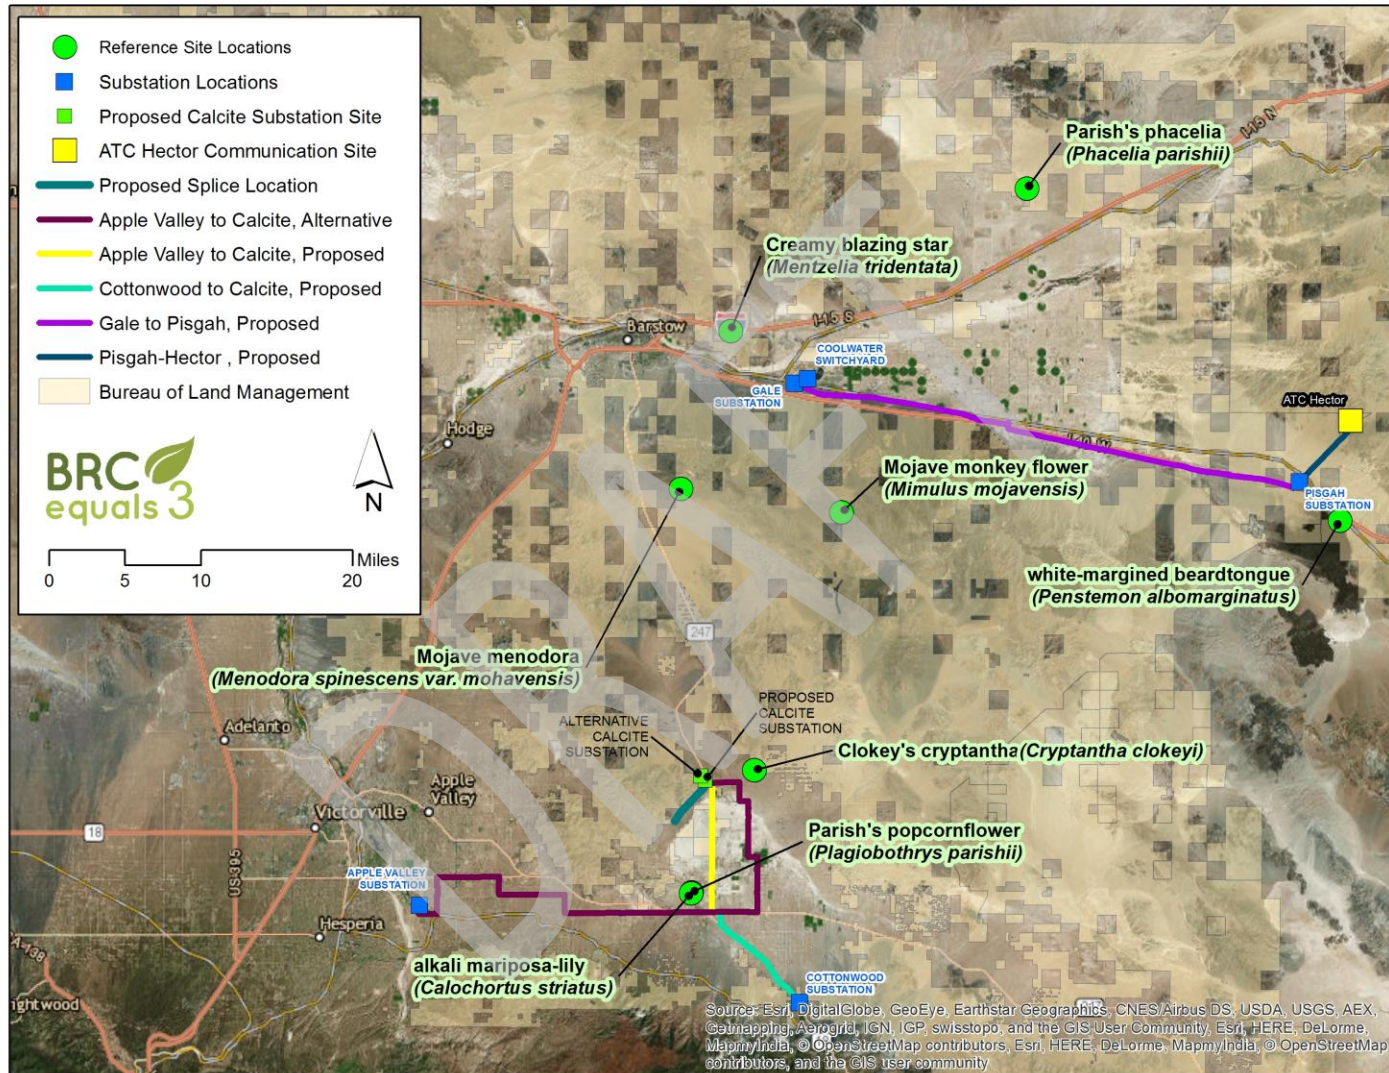 Reference Site Locations
Substation Locations
Proposed Calcite Substation Site
ATC Hector Communication Site
Proposed Splice Location
Apple Valley to Calcite, Alternative
Apple Valley to Calcite, Proposed
Cottonwood to Calcite, Proposed
Gale to Pisgah, Proposed
Pisgah-Hector , Proposed
Bureau of Land Management
BRC
equals 3
N
Miles
0 5 10 20
I-15 N
Parish's phacelia
(Phacelia parishii)
Creamy blazing star
(Mentzelia tridentata)
I-15 S
Barstow
COOLWATER
SWITCHYARD
GALE
SUBSTATION
ATC Hector
Hodge
I-40 W
Mojave monkey flower
(Mimulus mojavensis)
PISGAH
SUBSTATION
white-margined beardtongue
(Penstemon albomarginatus)
247
Mojave menodora
(Menodora spinescens var. mohavensis)
PROPOSED
CALCITE
SUBSTATION
ALTERNATIVE
CALCITE
SUBSTATION
Adelanto
Clokey's cryptantha(Cryptantha clokeyi)
Apple
Valley
Victorville
18
Parish's popcornflower
(Plagiobothrys parishii)
US-395
APPLE VALLEY
SUBSTATION
Hesperia
CA-138
alkali mariposa-lily
(Calochortus striatus)
COTTONWOOD
SUBSTATION
ightwood
DRAFT
Source: Esri, DigitalGlobe, GeoEye, Earthstar Geographics, CNES/Airbus DS, USDA, USGS, AEX,
Getmapping, Aerogrid, IGN, IGP, swisstopo, and the GIS User Community, Esri, HERE, DeLorme,
MapmyIndia, © OpenStreetMap contributors, Esri, HERE, DeLorme, MapmyIndia, © OpenStreetMap
contributors, and the GIS user community